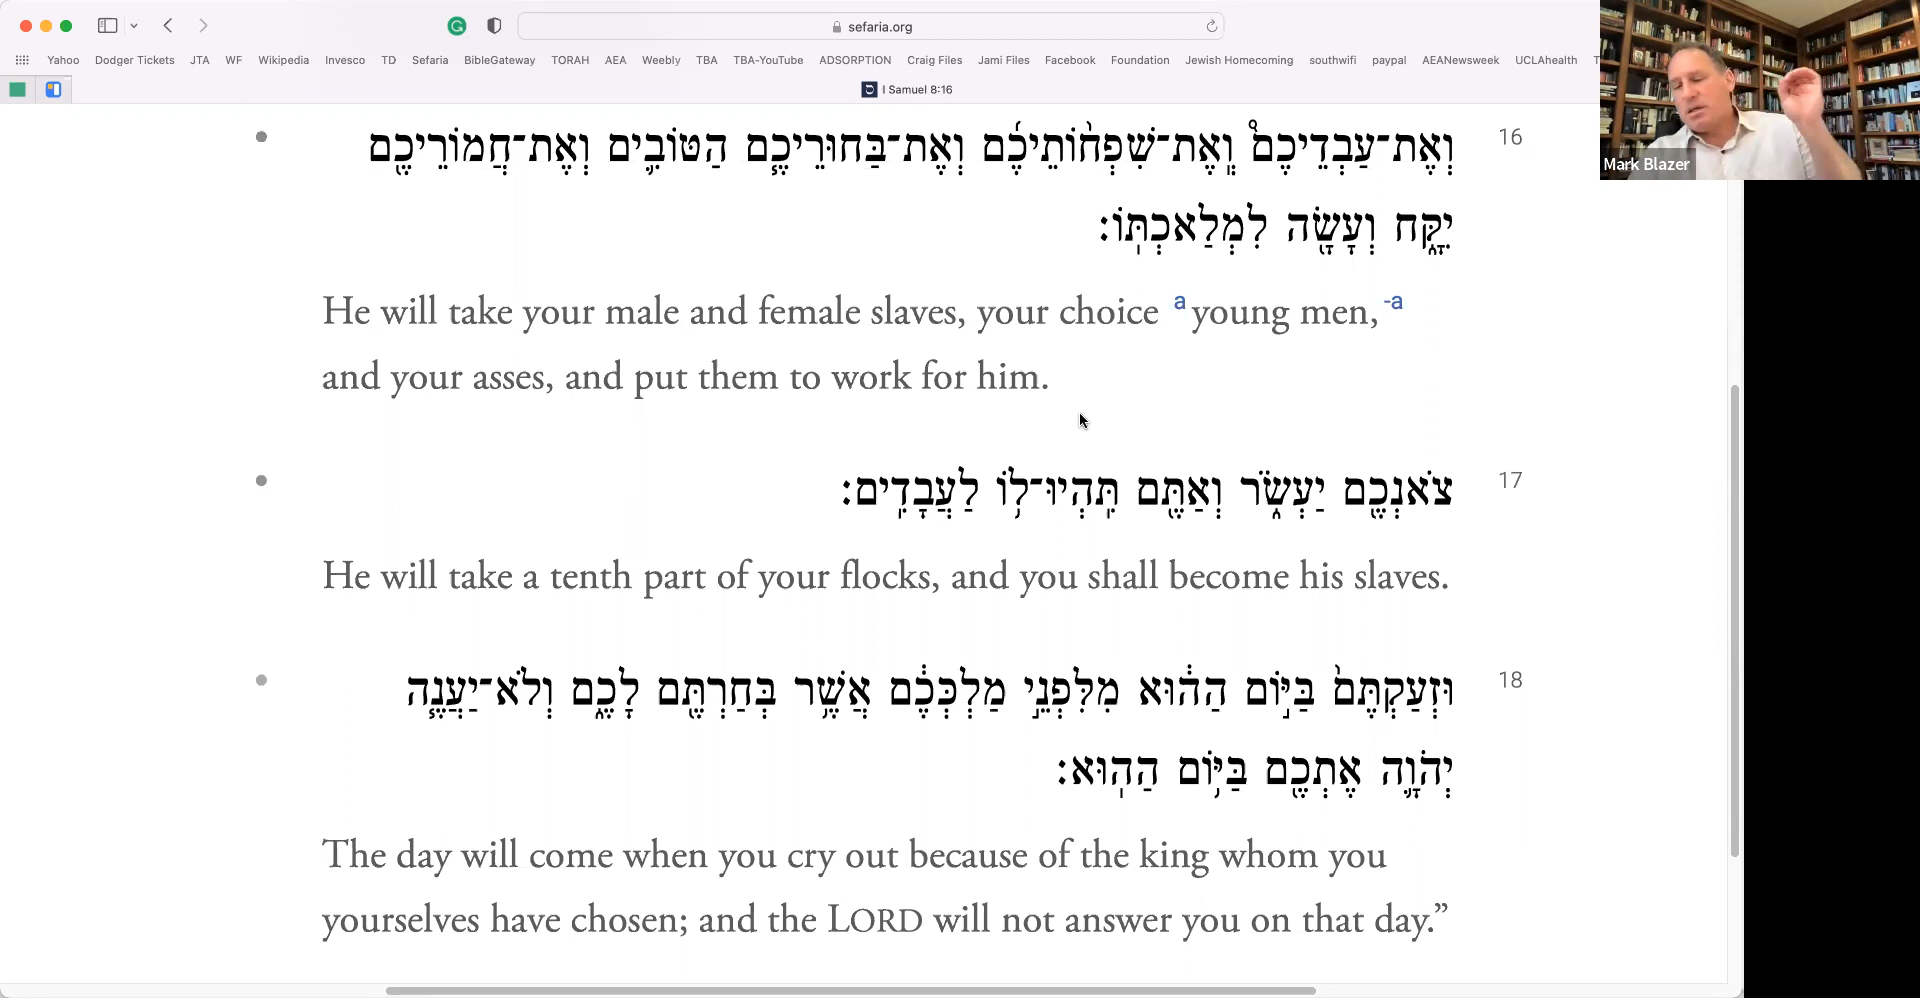 sefaria.org
Yahoo Dodger Tickets JTA WF Wikipedia Invesco TD Sefaria BibleGateway TORAH AEA Weebly TBA TBA-YouTube ADSORPTION Craig Files Jami Files Facebook Foundation Jewish Homecoming southwifi paypal AEANewsweek UCLAhealth
I Samuel 8:16
Mark Blazer
16
וְאֶת־עַבְדֵיכֶם֩ וְֽאֶת־שִׁפְח֨וֹתֵיכֶ֜ם וְאֶת־בַּחוּרֵיכֶ֧ם הַטּוֹבִ֛ים וְאֶת־חֲמוֹרֵיכֶ֖ם
יִקָּ֑ח וְעָשָׂ֖ה לִמְלַאכְתּֽוֹ׃
He will take your male and female slaves, your choice a young men, -a
and your asses, and put them to work for him.
17
צֹאנְכֶ֖ם יַעְשֹׂ֑ר וְאַתֶּ֖ם תִּֽהְיוּ־ל֥וֹ לַעֲבָדִֽים׃
He will take a tenth part of your flocks, and you shall become his slaves.
18
וּזְעַקְתֶּם֙ בַּיּ֣וֹם הַה֔וּא מִלִּפְנֵ֣י מַלְכְּכֶ֔ם אֲשֶׁ֥ר בְּחַרְתֶּ֖ם לָכֶ֑ם וְלֹא־יַעֲנֶ֧ה
יְהֹוָ֛ה אֶתְכֶ֖ם בַּיּ֥וֹם הַהֽוּא׃
The day will come when you cry out because of the king whom you
yourselves have chosen; and the LORD will not answer you on that day.”